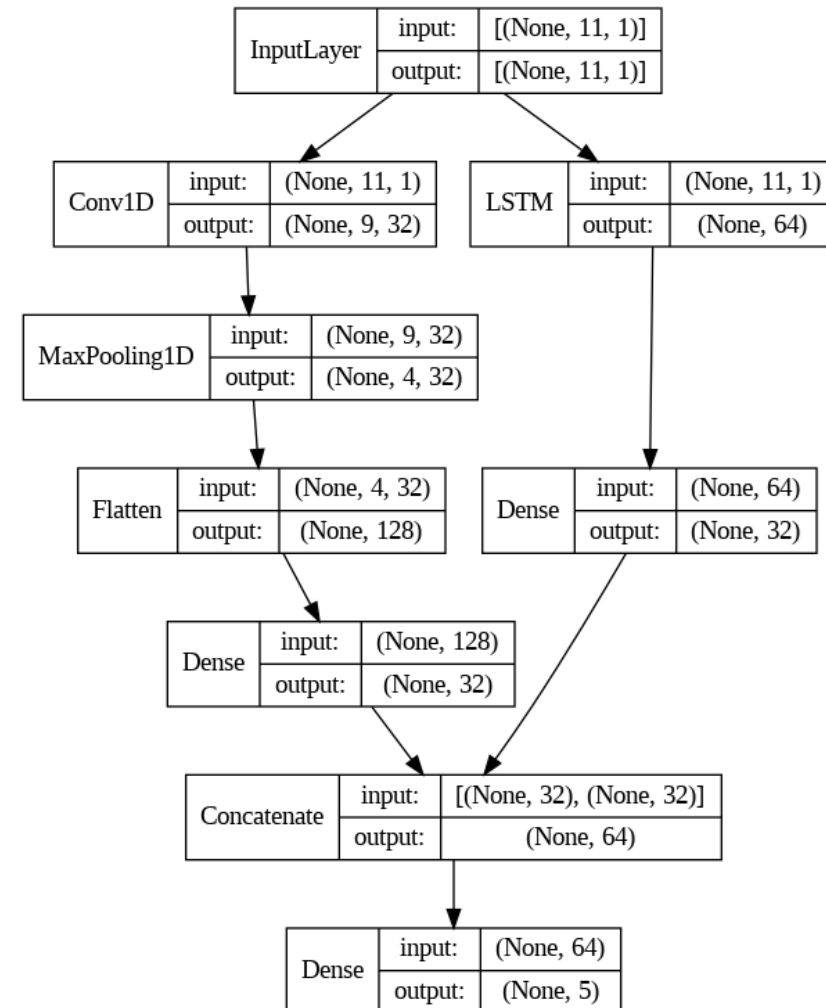 InputLayer
input: [(None, 11, 1)]
output: [(None, 11, 1)]
Conv1D
input: (None, 11, 1)
output: (None, 9, 32)
LSTM
input: (None, 11, 1)
output: (None, 64)
MaxPooling1D
input: (None, 9, 32)
output: (None, 4, 32)
Flatten
input: (None, 4, 32)
output: (None, 128)
Dense
input: (None, 64)
output: (None, 32)
Dense
input: (None, 128)
output: (None, 32)
Concatenate
input: [(None, 32), (None, 32)]
output: (None, 64)
Dense
input: (None, 64)
output: (None, 5)